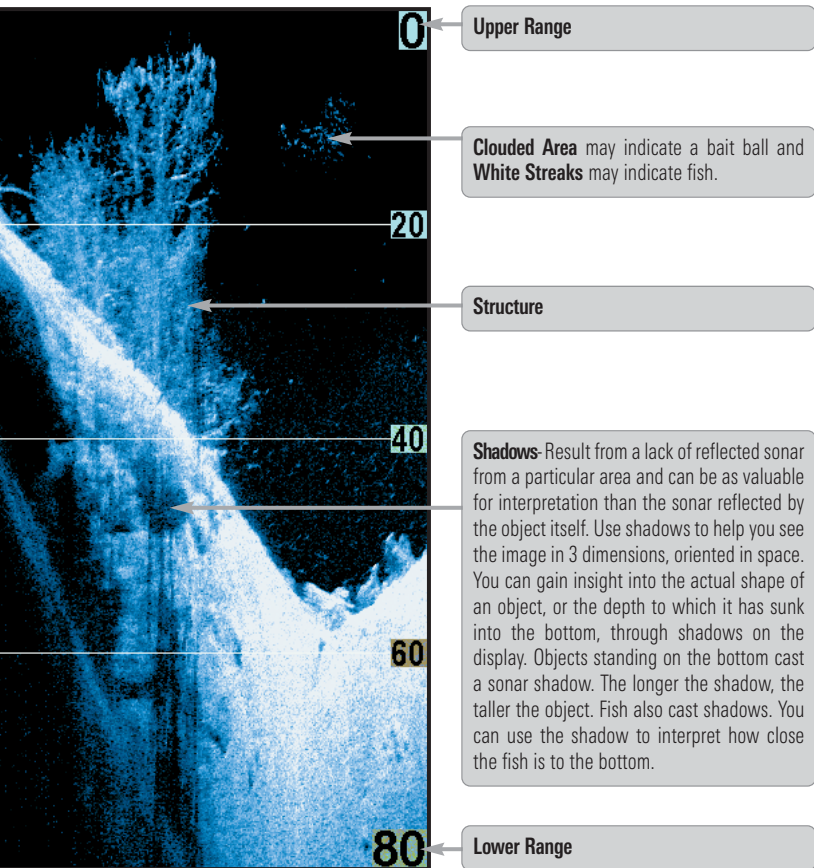 0
Upper Range
Clouded Area may indicate a bait ball and
White Streaks may indicate fish.
20
Structure
40
Shadows- Result from a lack of reflected sonar
from a particular area and can be as valuable
for interpretation than the sonar reflected by
the object itself. Use shadows to help you see
the image in 3 dimensions, oriented in space.
You can gain insight into the actual shape of
an object, or the depth to which it has sunk
into the bottom, through shadows on the
display. Objects standing on the bottom cast
a sonar shadow. The longer the shadow, the
taller the object. Fish also cast shadows. You
can use the shadow to interpret how close
the fish is to the bottom.
60
80
Lower Range